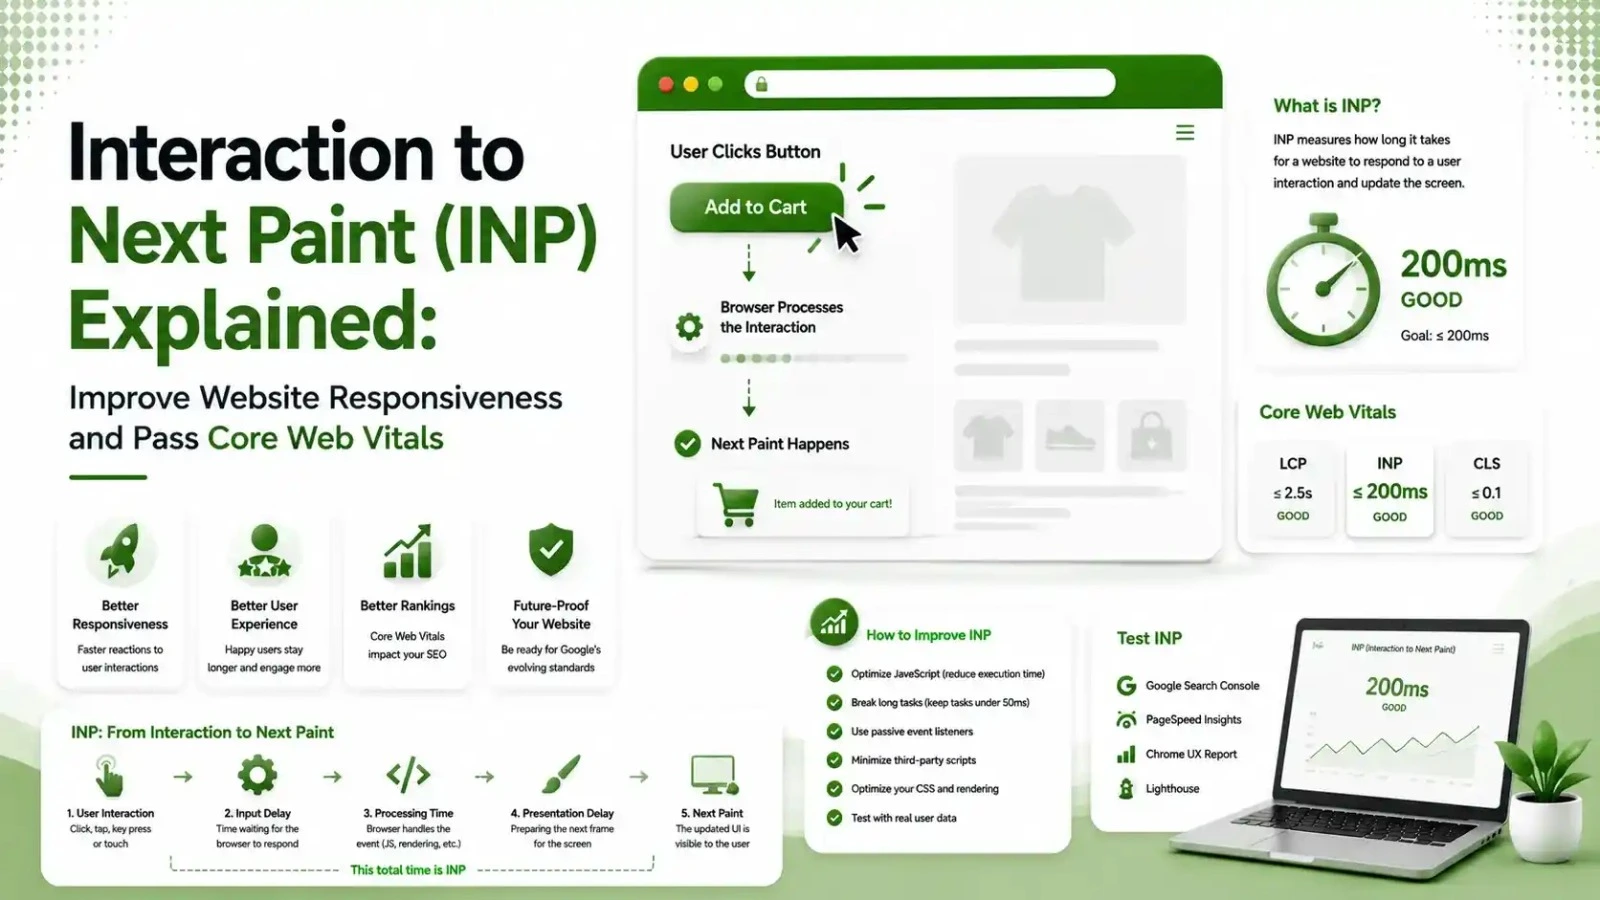 Interaction to
Next Paint (INP)
Explained:
Improve Website Responsiveness
and Pass Core Web Vitals
Better
Responsiveness
Faster reactions to
user interactions
Better User
Experience
Happy users stay
longer and engage more
Better Rankings
Core Web Vitals
impact your SEO
Future-Proof
Your Website
Be ready for Google's
evolving standards
User Clicks Button
Add to Cart
Browser Processes
the Interaction
Next Paint Happens
Item added to your cart!
What is INP?
INP measures how long it takes
for a website to respond to a user
interaction and update the screen.
200ms
GOOD
Goal: ≤ 200ms
Core Web Vitals
LCP
≤ 2.5s
GOOD
INP
≤ 200ms
GOOD
CLS
≤ 0.1
GOOD
INP: From Interaction to Next Paint
1. User Interaction
Click, tap, key press
or touch
2. Input Delay
Time waiting for the
browser to respond
3. Processing Time
Browser handles the
event (JS, rendering, etc.)
4. Presentation Delay
Preparing the next frame
for the screen
5. Next Paint
The updated UI is
visible to the user
This total time is INP
How to Improve INP
Optimize JavaScript (reduce execution time)
Break long tasks (keep tasks under 50ms)
Use passive event listeners
Minimize third-party scripts
Optimize your CSS and rendering
Test with real user data
Test INP
Google Search Console
PageSpeed Insights
Chrome UX Report
Lighthouse
INP (Interaction to Next Paint)
200ms
GOOD